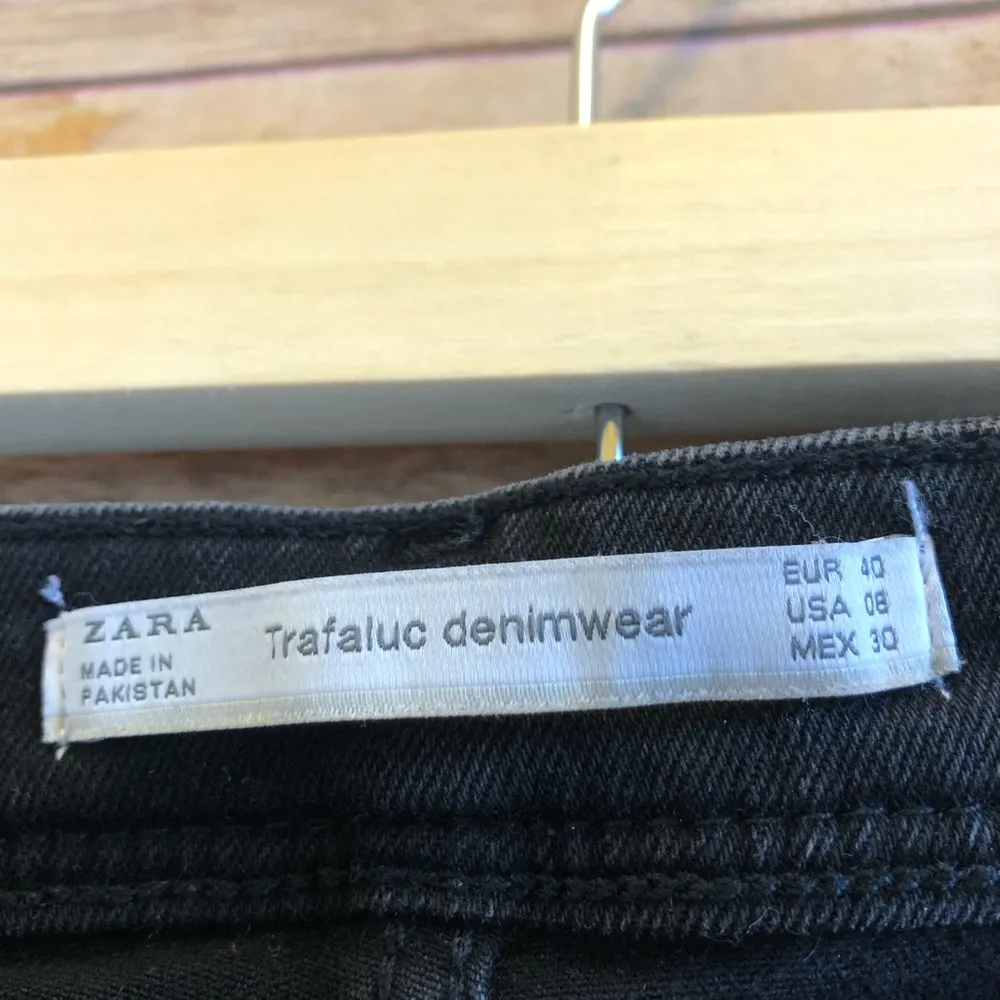 ZARA
MADE IN
PAKISTAN
Trafaluc denimwear
EUR 40
USA 08
MEX 30